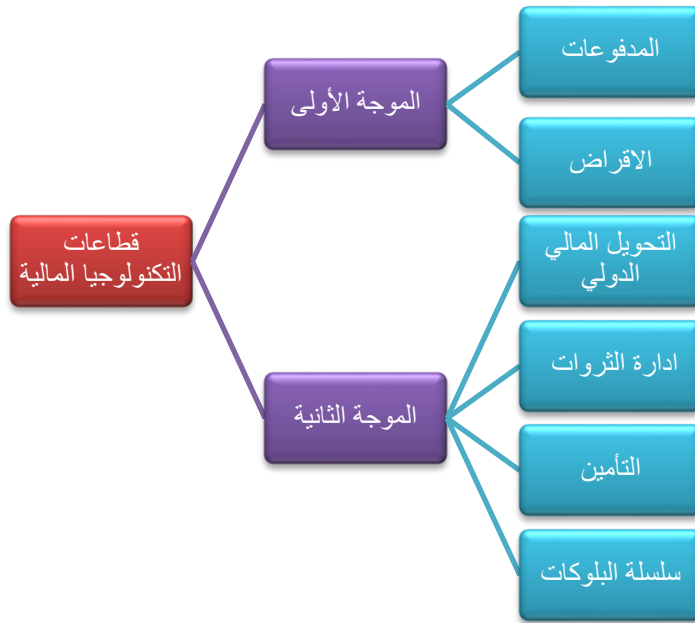 قطاعات
التكنولوجيا المالية
الموجة الأولى
المدفوعات
الاقراض
الموجة الثانية
التحويل المالي
الدولي
ادارة الثروات
التأمين
سلسلة البلوكات